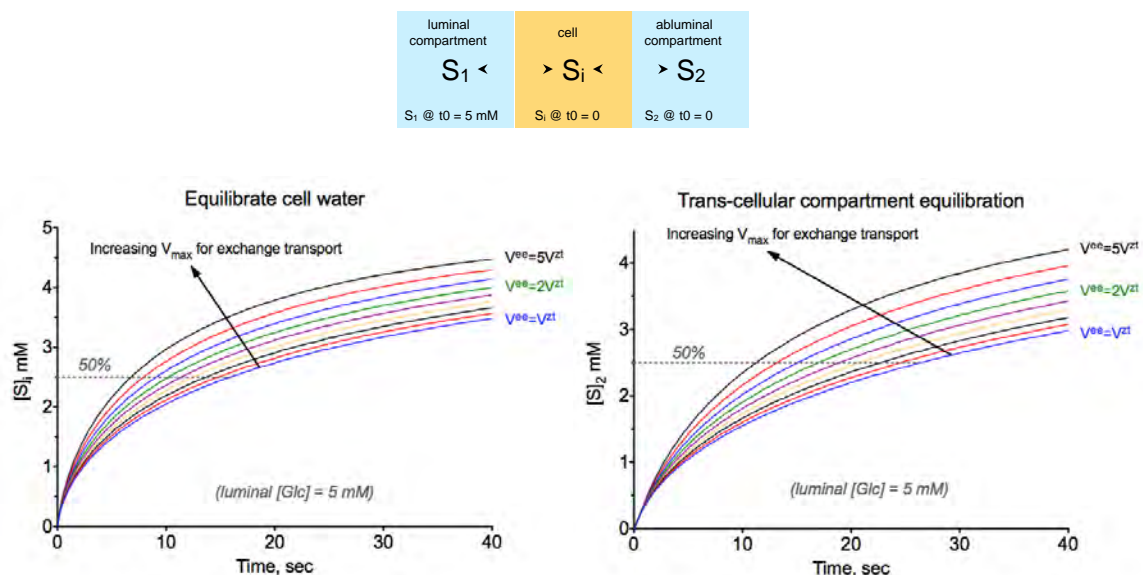 luminal
compartment
cell
abluminal
compartment
S1
Si
S2
S1 @ t0 = 5 mM
Si @ t0 = 0
S2 @ t0 = 0
Equilibrate cell water
Increasing Vmax for exchange transport
Vee=5Vzt
Vee=2Vzt
Vee=Vzt
50%
(luminal [Glc] = 5 mM)
[S]i mM
5
4
3
2
1
0
0 10 20 30 40
Time, sec
Trans-cellular compartment equilibration
Increasing Vmax for exchange transport
Vee=5Vzt
Vee=2Vzt
Vee=Vzt
50%
(luminal [Glc] = 5 mM)
[S]2 mM
4
3
2
1
0
0 10 20 30 40
Time, sec